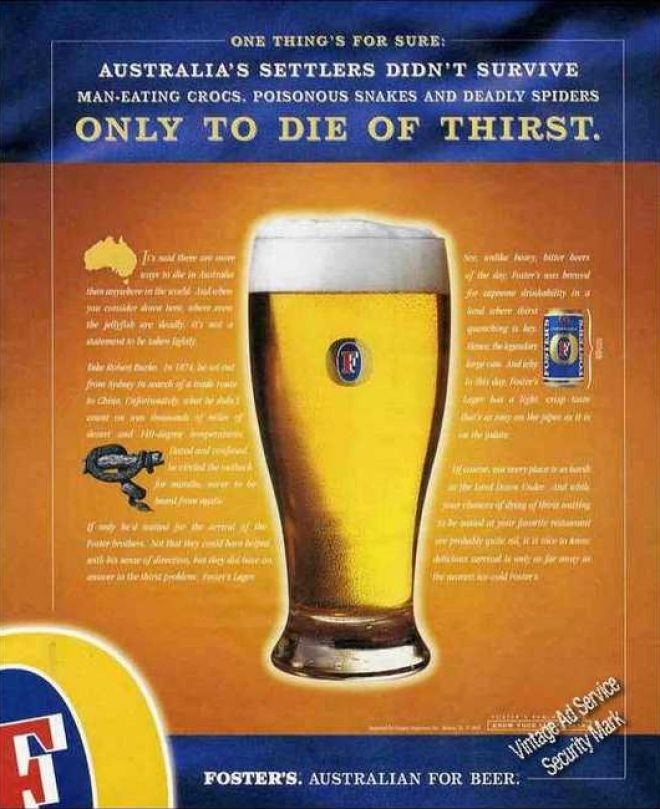 ONE THING'S FOR SURE:
AUSTRALIA'S SETTLERS DIDN'T SURVIVE
MAN-EATING CROCS, POISONOUS SNAKES AND DEADLY SPIDERS
ONLY TO DIE OF THIRST.
It's said there are more
ways to die in Australia
than anywhere in the world. And when
you consider down here, where even
the jellyfish are deadly, it's not a
statement to be taken lightly.
Take Robert Burke. In 1874, he set out
from Sydney in search of a trade route
to China. Unfortunately, what he didn't
count on was thousands of miles of
desert and 140-degree temperatures.
Dazed and confused,
he circled the outback
for months, never to be
heard from again.
If only he'd waited for the arrival of the
Foster brothers. Not that they could have helped
with his sense of direction, but they did have an
answer to the thirst problem: Foster's Lager.
See, unlike heavy, bitter beers
of the day, Foster's was brewed
for supreme drinkability in a
land where thirst
quenching is key.
Hence, the legendary
large can. And why
to this day, Foster's
Lager has a light, crisp taste
that's as easy on the pipes as it is
on the palate.
Of course, not every place is as harsh
as the Land Down Under. And while
your chances of dying of thirst waiting
to be seated at your favorite restaurant
are probably quite nil, it is nice to know
delicious survival is only as far away as
the nearest ice-cold Foster's.
F
FOSTER'S
F
FOSTER'S. AUSTRALIAN FOR BEER.
Vintage Ad Service
Security Mark